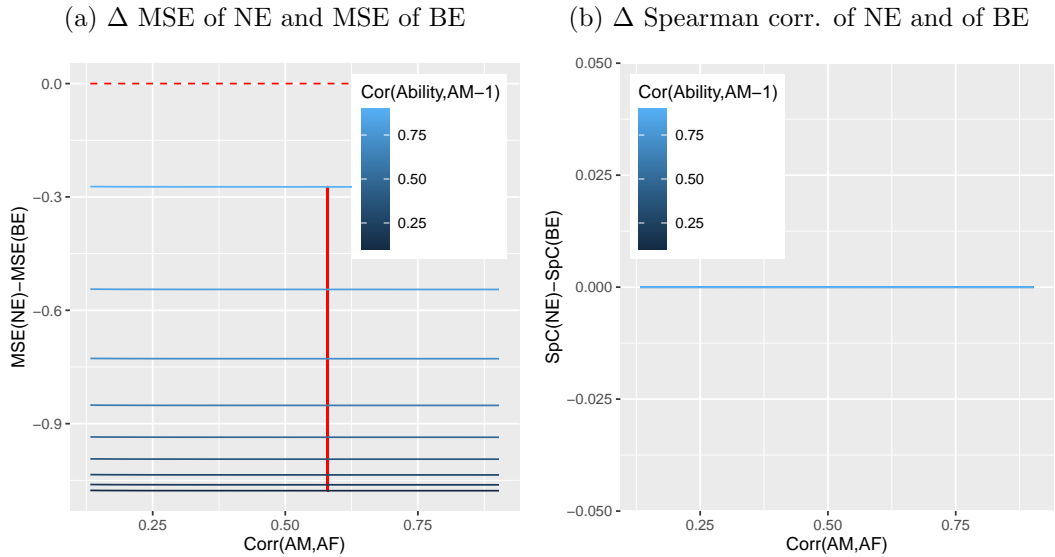 (a) Δ MSE of NE and MSE of BE
0.0
−0.3
−0.6
−0.9
MSE(NE)−MSE(BE)
Cor(Ability,AM−1)
0.75
0.50
0.25
0.25
0.50
0.75
Corr(AM,AF)
(b) Δ Spearman corr. of NE and of BE
0.050
0.025
0.000
−0.025
−0.050
SpC(NE)−SpC(BE)
Cor(Ability,AM−1)
0.75
0.50
0.25
0.25
0.50
0.75
Corr(AM,AF)